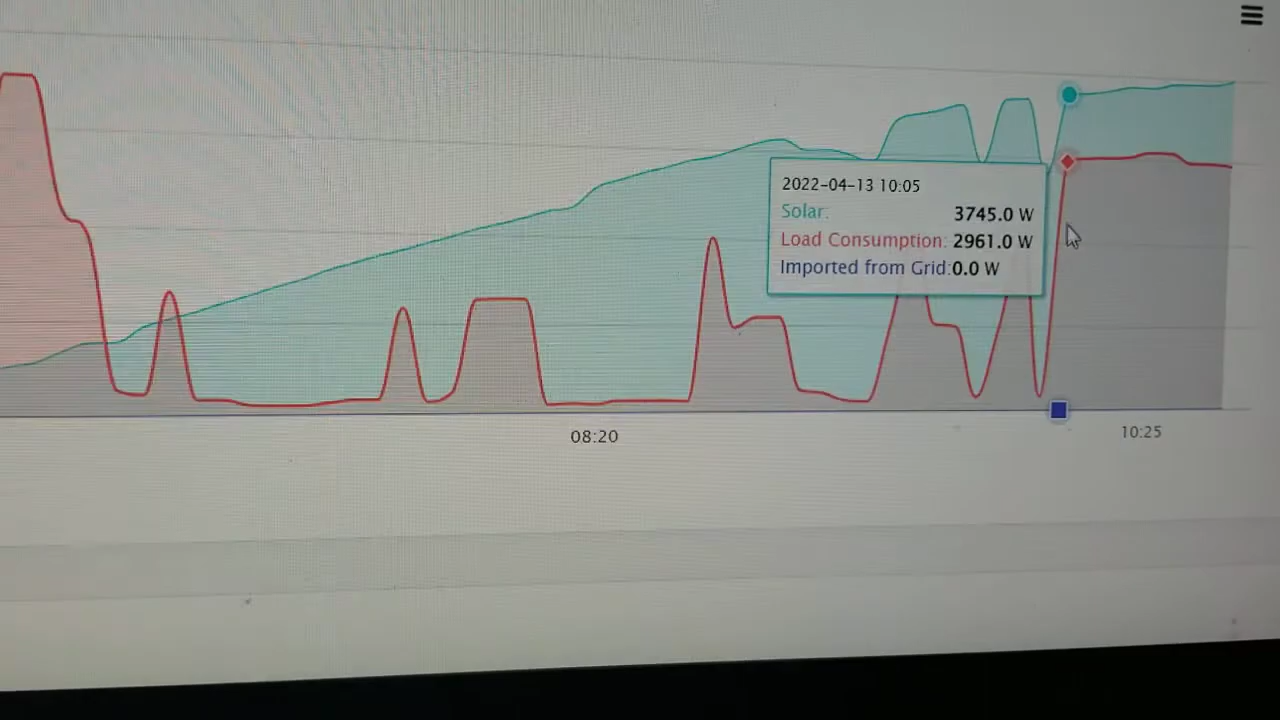 2022-04-13 10:05
Solar: 3745.0 W
Load Consumption: 2961.0 W
Imported from Grid:0.0 W
08:20
10:25